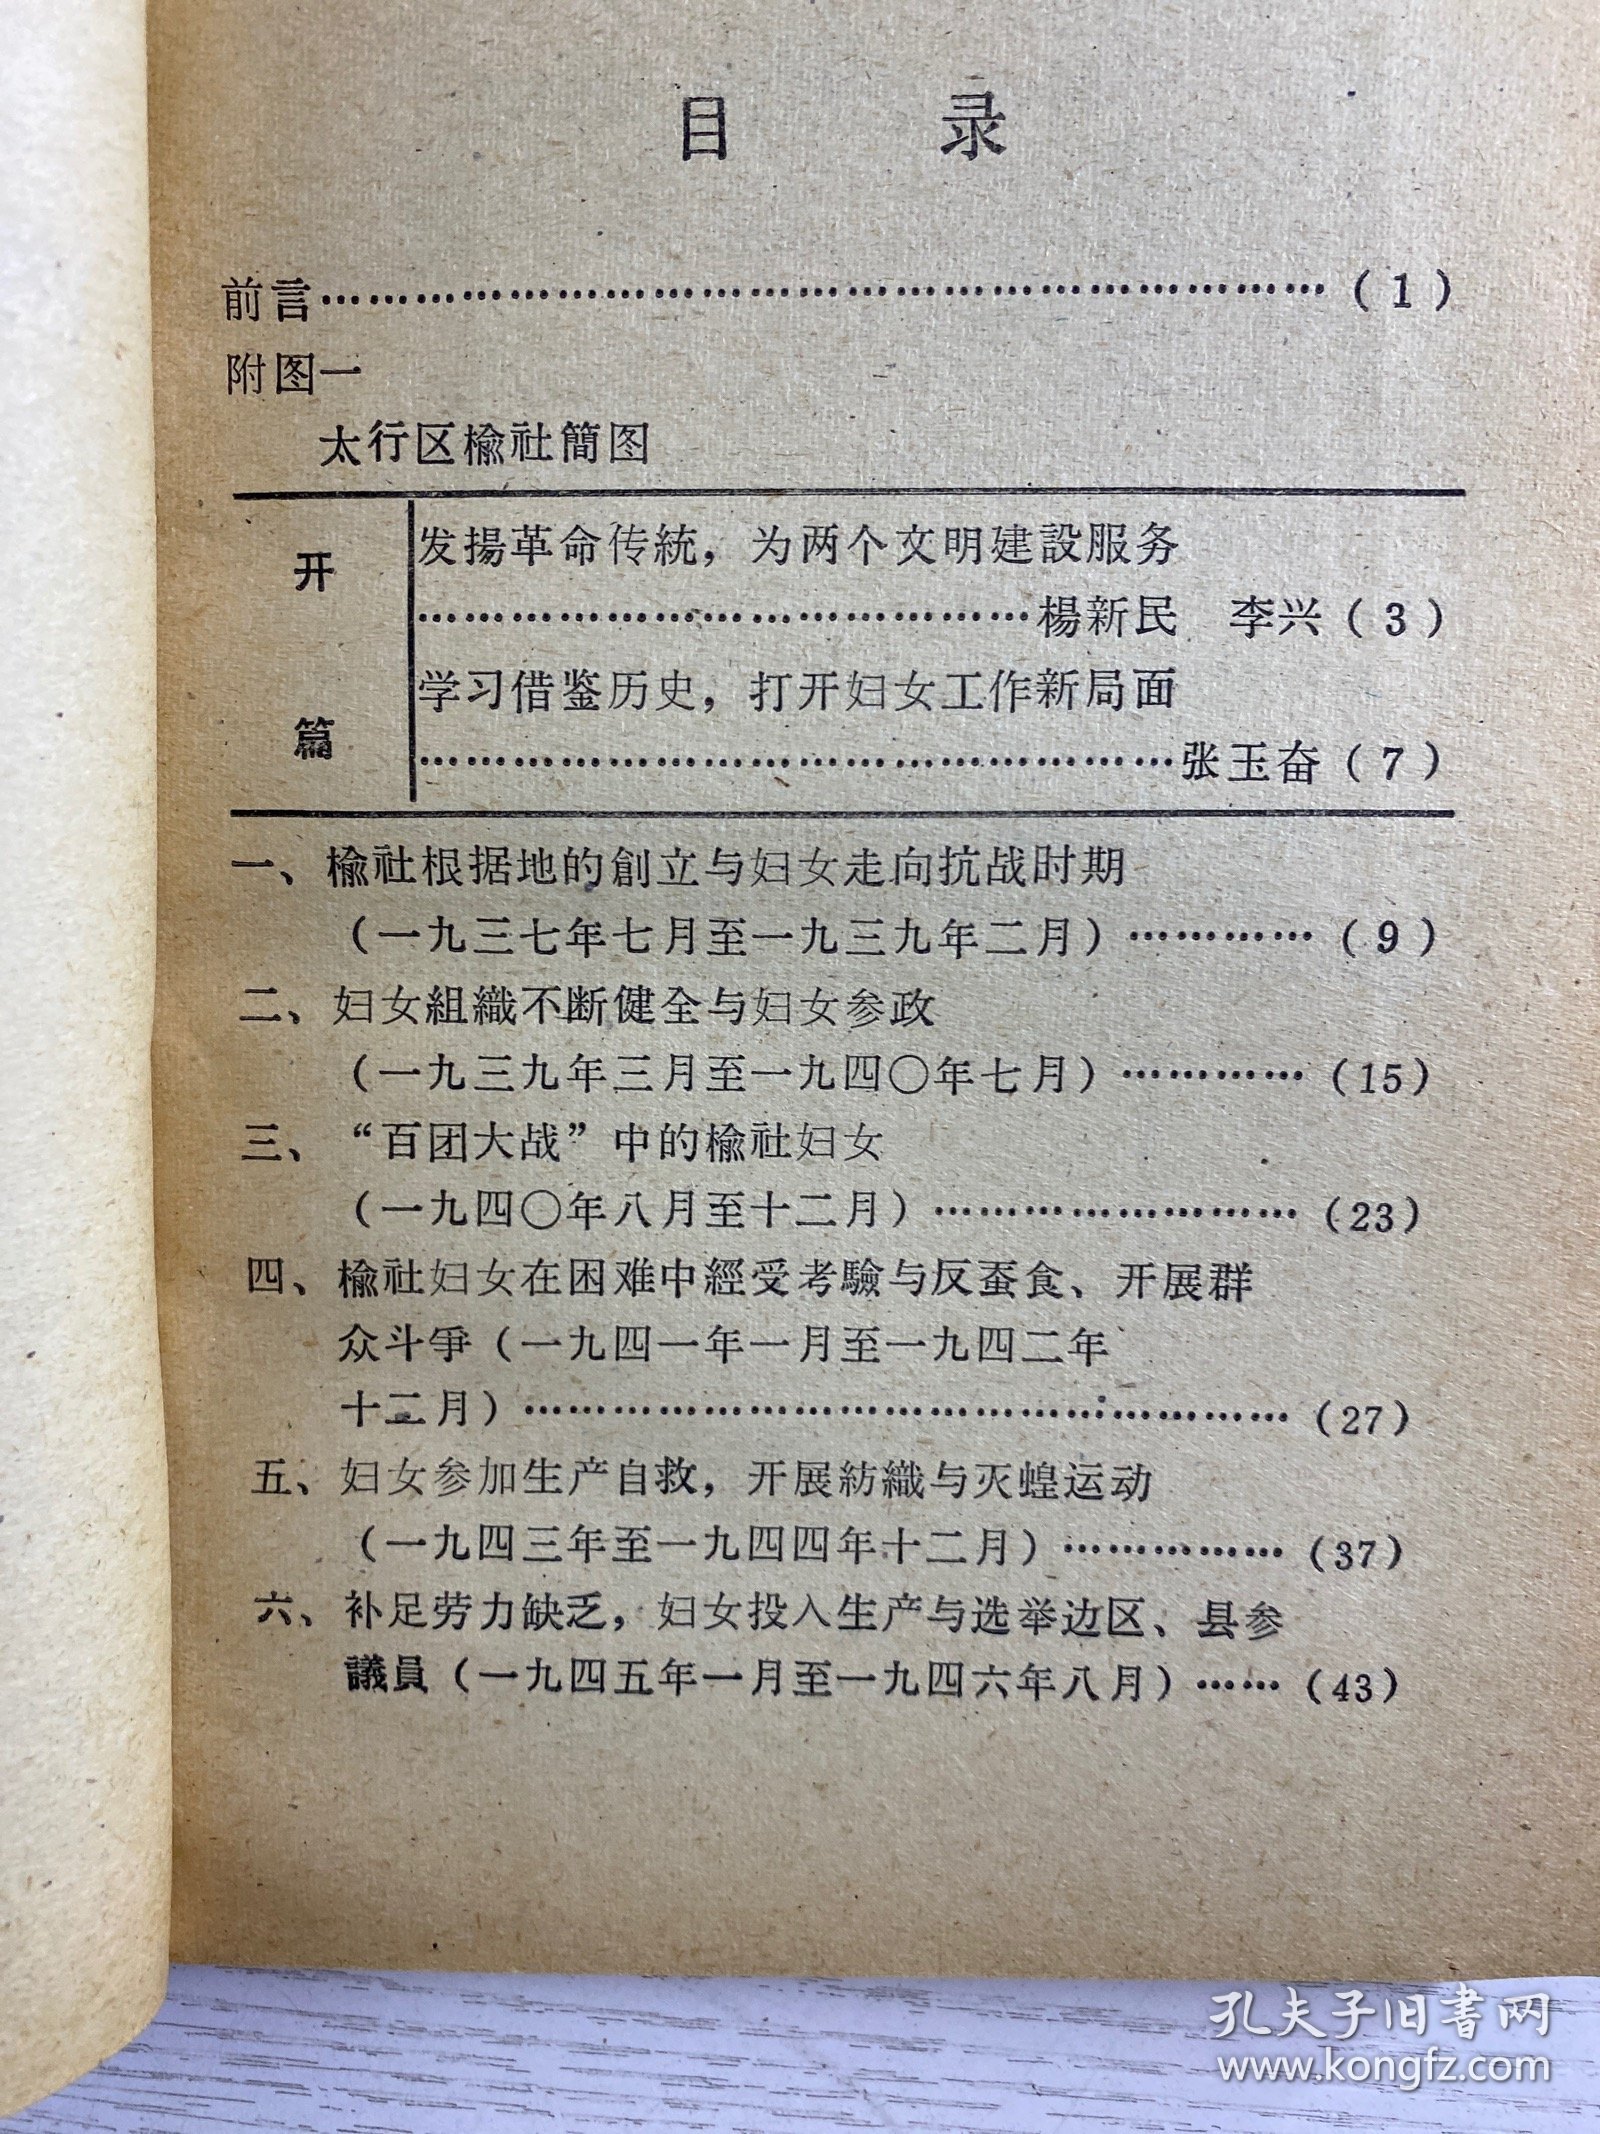 目 录
前言……………………………………………………………(1)
附图一
太行区榆社簡图
开篇
发揚革命传統，为两个文明建設服务
……………………………………楊新民 李兴(3)
学习借鉴历史，打开妇女工作新局面
………………………………………………张玉奋(7)
一、榆社根据地的創立与妇女走向抗战时期
(一九三七年七月至一九三九年二月)…………(9)
二、妇女組織不断健全与妇女参政
(一九三九年三月至一九四〇年七月)…………(15)
三、“百团大战”中的榆社妇女
(一九四〇年八月至十二月)……………………(23)
四、榆社妇女在困难中經受考驗与反蚕食、开展群
众斗爭(一九四一年一月至一九四二年
十二月)………………………………………………(27)
五、妇女参加生产自救，开展紡織与灭蝗运动
(一九四三年至一九四四年十二月)……………(37)
六、补足劳力缺乏，妇女投入生产与选举边区、县参
議員(一九四五年一月至一九四六年八月)……(43)
孔夫子旧書网
www.kongfz.com